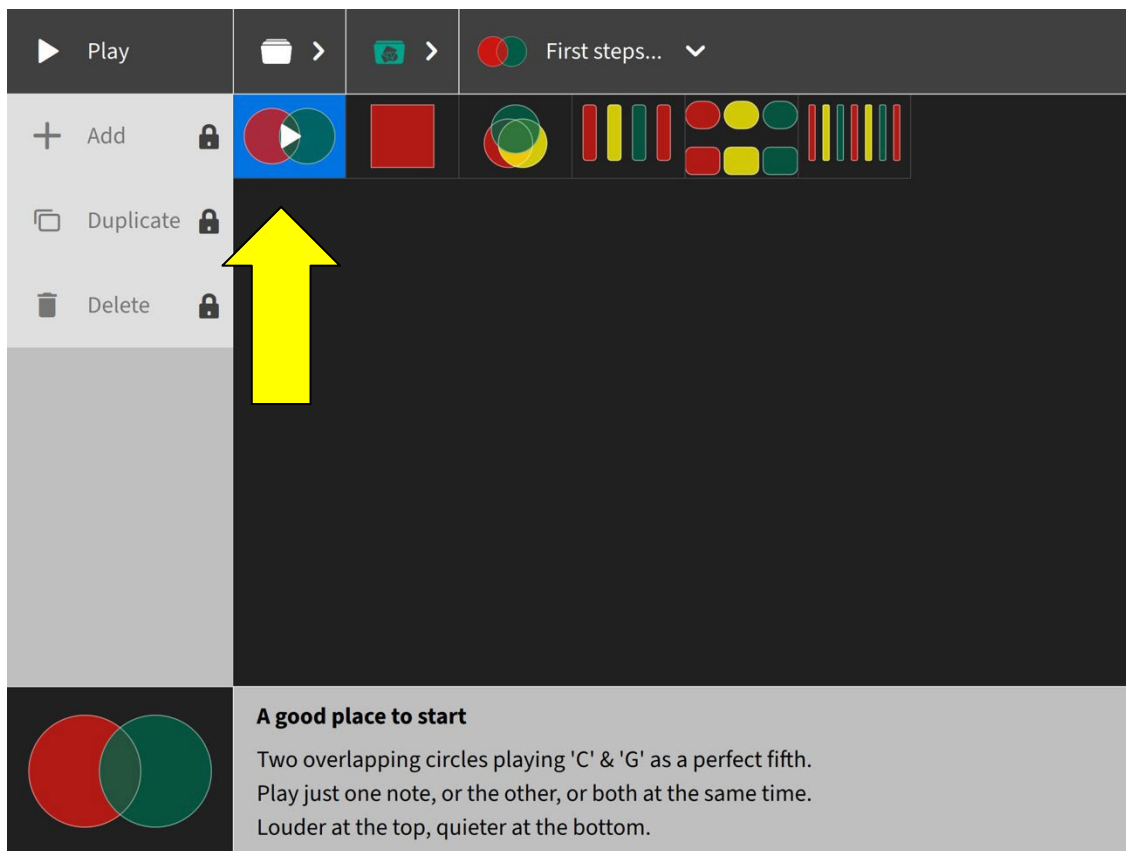 Play
First steps...
Add
Duplicate
Delete
A good place to start
Two overlapping circles playing 'C' & 'G' as a perfect fifth.
Play just one note, or the other, or both at the same time.
Louder at the top, quieter at the bottom.